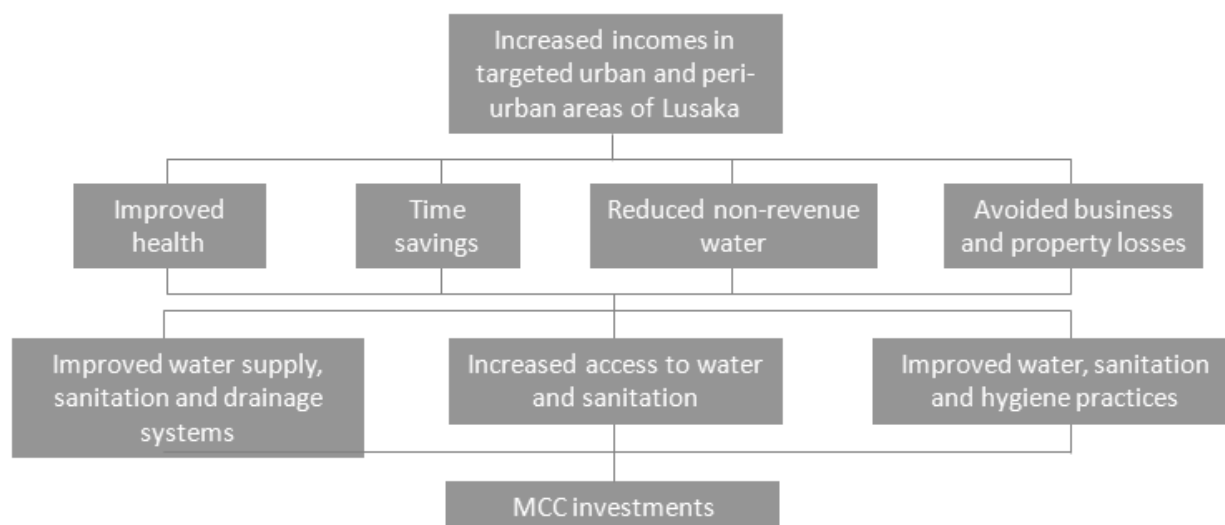 Increased incomes in
targeted urban and peri-
urban areas of Lusaka
Improved
health
Time
savings
Reduced non-revenue
water
Avoided business
and property losses
Improved water supply,
sanitation and drainage
systems
Increased access to water
and sanitation
Improved water, sanitation
and hygiene practices
MCC investments